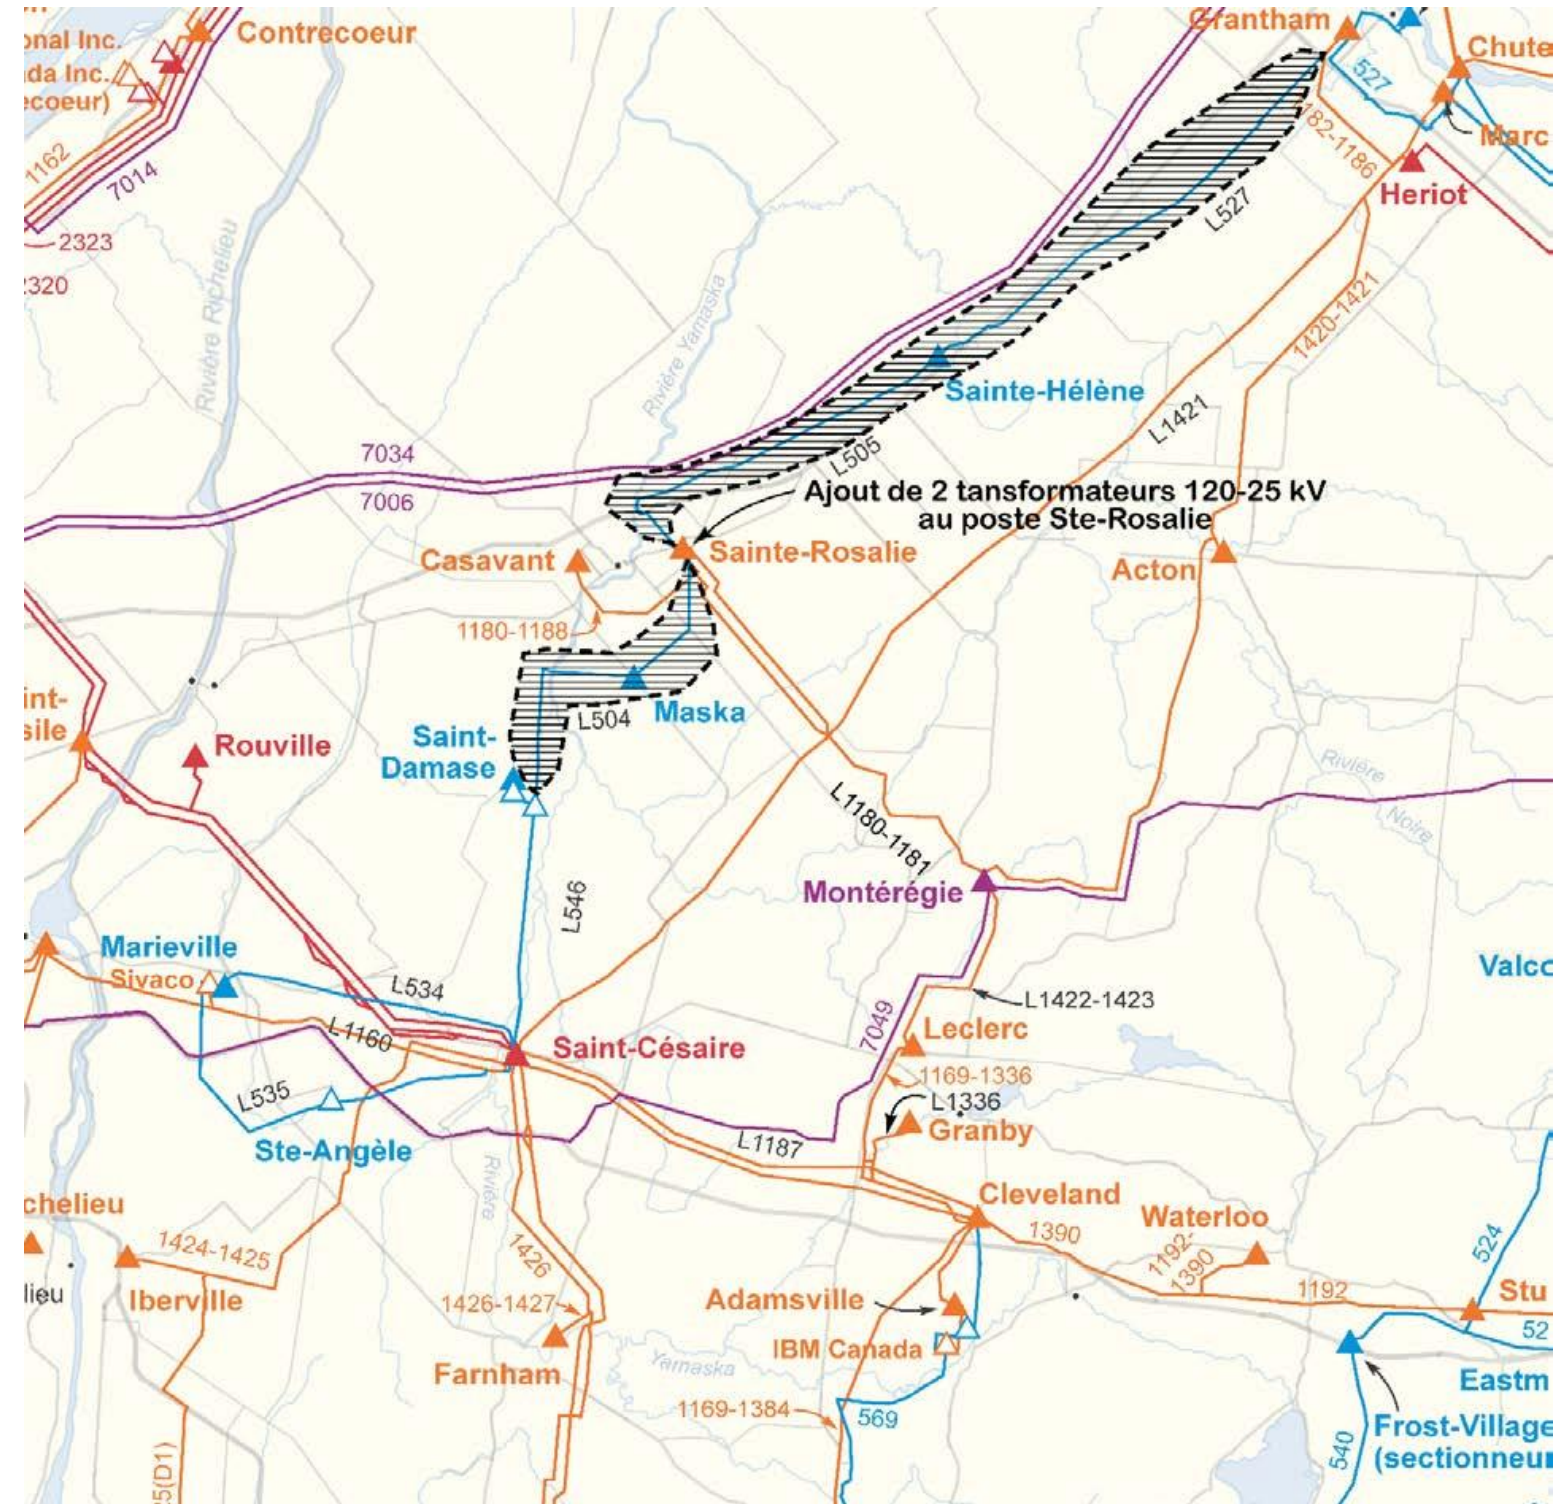 Contrecoeur
Grantham
Chute
onal Inc.
da Inc.
ecoeur)
527
Marc
182-1186
Heriot
1162
7014
2323
320
L527
Rivière Richelieu
Rivière Yamaska
1420-1421
Sainte-Hélène
L1421
L505
7034
7006
Ajout de 2 tansformateurs 120-25 kV
au poste Ste-Rosalie
Casavant
Sainte-Rosalie
Acton
1180-1188
int-
sile
Rouville
Saint-
Damase
L504
Maska
Rivière
Noire
L1180-1181
Montérégie
L546
Marieville
Sivaco
L534
L1160
Valco
L1422-1423
7049
Leclerc
Saint-Césaire
1169-1336
L1336
Granby
L535
Ste-Angèle
L1187
Rivière
chelieu
Cleveland
Waterloo
1390
1192-
1390
524
1424-1425
1426
lieu
Iberville
1426-1427
Adamsville
1192
Stu
52
IBM Canada
Farnham
Yamaska
Eastm
1169-1384
569
Frost-Village
(sectionneu
540
5(D1)